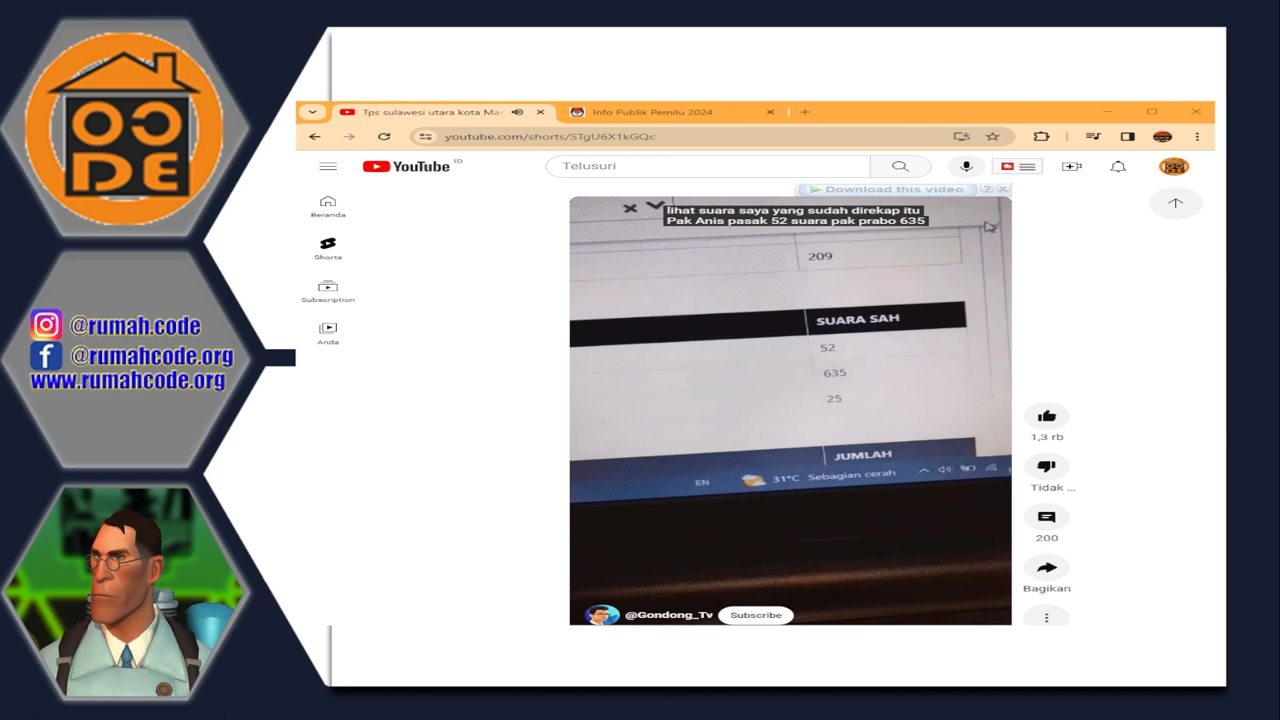 CODE
@rumah.code
@rumahcode.org
www.rumahcode.org
Tps sulawesi utara kota Mar
Info Publik Pemilu 2024
youtube.com/shorts/STgU6X1kGQc
YouTube ID
Telusuri
Beranda
Shorts
Subscription
Anda
Download this video ? X
lihat suara saya yang sudah direkap itu
Pak Anis pasak 52 suara pak prabo 635
209
SUARA SAH
52
635
25
JUMLAH
EN 31°C Sebagian cerah
@Gondong_Tv Subscribe
1,3 rb
Tidak ...
200
Bagikan